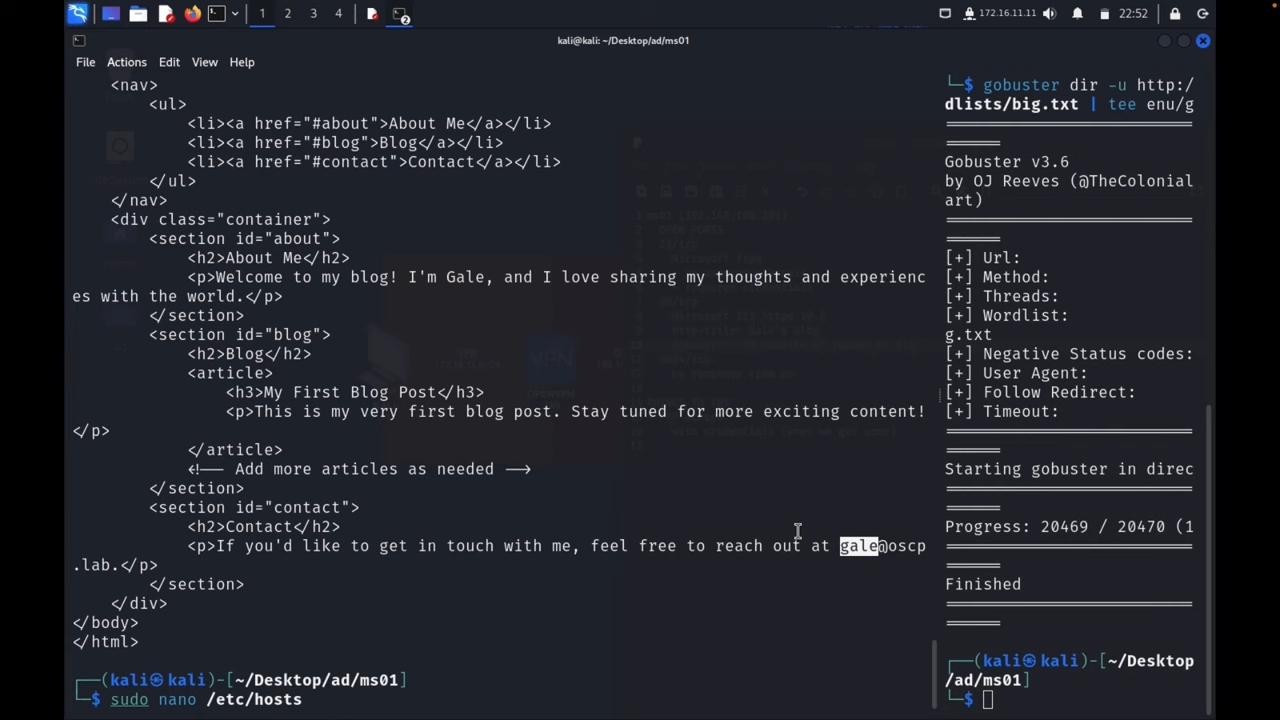 1 2 3 4 2 172.16.11.11 22:52
kali@kali: ~/Desktop/ad/ms01
File Actions Edit View Help
<nav>
<ul>
<li><a href="#about">About Me</a></li>
<li><a href="#blog">Blog</a></li>
<li><a href="#contact">Contact</a></li>
</ul>
</nav>
<div class="container">
<section id="about">
<h2>About Me</h2>
<p>Welcome to my blog! I'm Gale, and I love sharing my thoughts and experienc
es with the world.</p>
</section>
<section id="blog">
<h2>Blog</h2>
<article>
<h3>My First Blog Post</h3>
<p>This is my very first blog post. Stay tuned for more exciting content!
</p>
</article>
<!-- Add more articles as needed -->
</section>
<section id="contact">
<h2>Contact</h2>
<p>If you'd like to get in touch with me, feel free to reach out at gale@oscp
.lab.</p>
</section>
</div>
</body>
</html>
┌──(kali㉿kali)-[~/Desktop/ad/ms01]
└─$ sudo nano /etc/hosts
└─$ gobuster dir -u http:/
dlists/big.txt | tee enu/g
===============================
======
Gobuster v3.6
by OJ Reeves (@TheColonial
art)
===============================
======
[+] Url:
[+] Method:
[+] Threads:
[+] Wordlist:
g.txt
[+] Negative Status codes:
[+] User Agent:
[+] Follow Redirect:
[+] Timeout:
===============================
======
Starting gobuster in direc
===============================
======
Progress: 20469 / 20470 (1
===============================
======
Finished
===============================
======
┌──(kali㉿kali)-[~/Desktop
/ad/ms01]
└─$